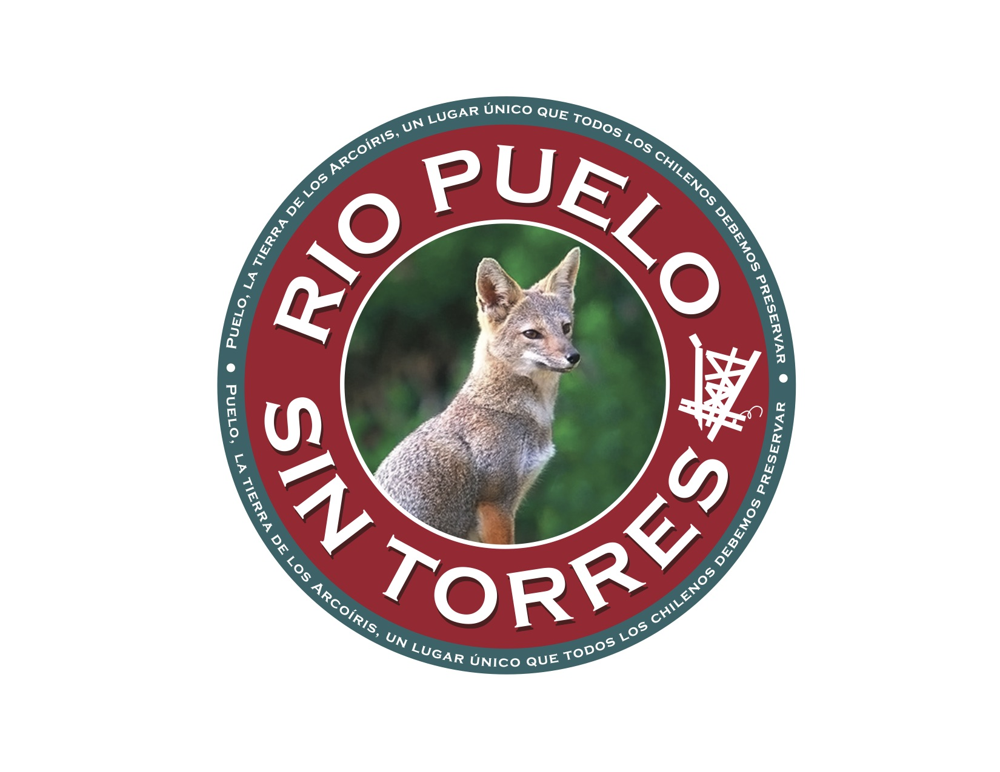 Puelo, la tierra de los Arcoíris, un lugar único que todos los chilenos debemos preservar
RIO PUELO
SIN TORRES
Puelo, la tierra de los Arcoíris, un lugar único que todos los chilenos debemos preservar